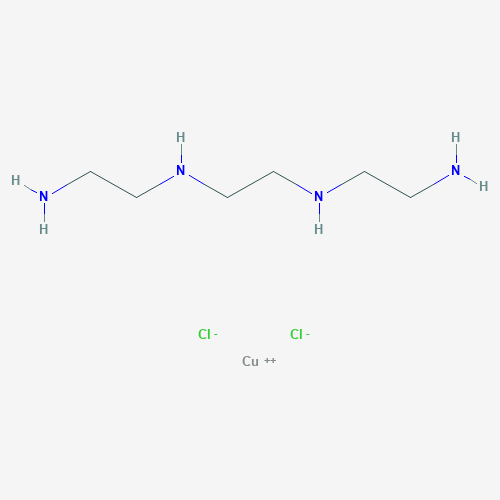 H H
H N N
N N H
H H
Cl - Cl -
Cu ++